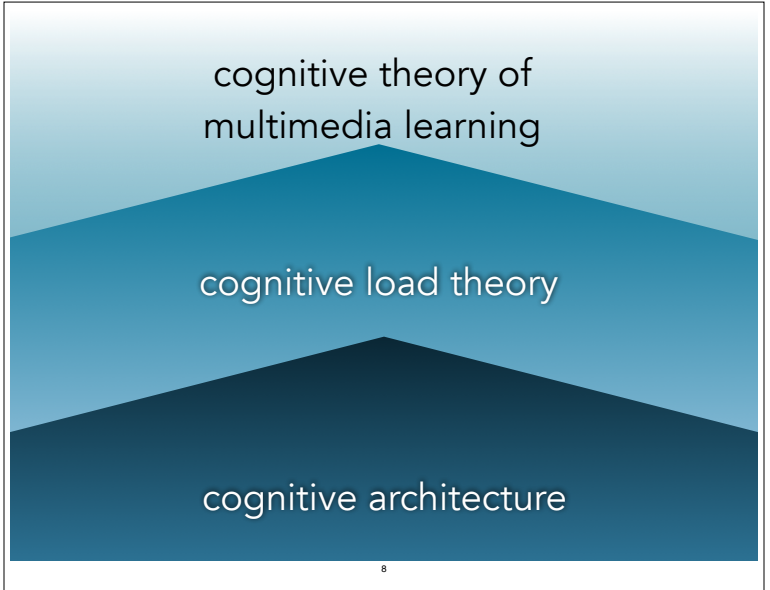 cognitive theory of
multimedia learning
cognitive load theory
cognitive architecture
8